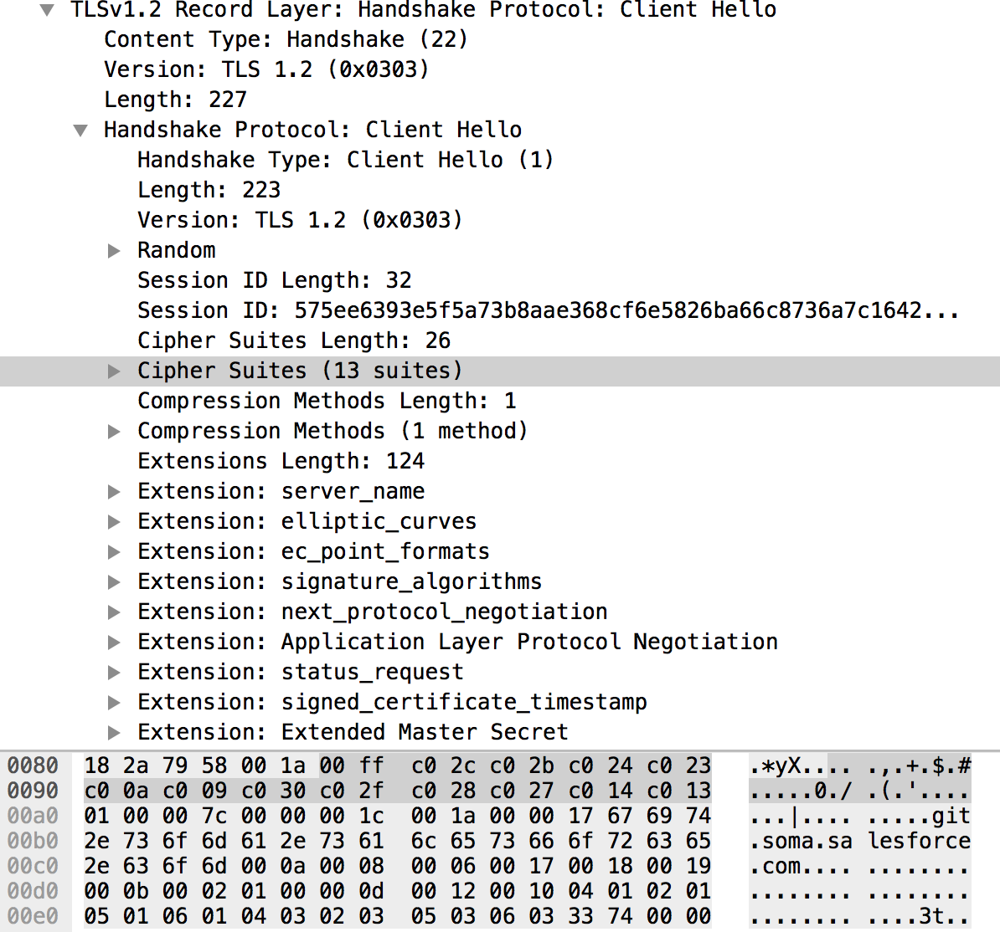 TLSv1.2 Record Layer: Handshake Protocol: Client Hello
Content Type: Handshake (22)
Version: TLS 1.2 (0x0303)
Length: 227
Handshake Protocol: Client Hello
Handshake Type: Client Hello (1)
Length: 223
Version: TLS 1.2 (0x0303)
Random
Session ID Length: 32
Session ID: 575ee6393e5f5a73b8aae368cf6e5826ba66c8736a7c1642...
Cipher Suites Length: 26
Cipher Suites (13 suites)
Compression Methods Length: 1
Compression Methods (1 method)
Extensions Length: 124
Extension: server_name
Extension: elliptic_curves
Extension: ec_point_formats
Extension: signature_algorithms
Extension: next_protocol_negotiation
Extension: Application Layer Protocol Negotiation
Extension: status_request
Extension: signed_certificate_timestamp
Extension: Extended Master Secret
0080 18 2a 79 58 00 1a 00 ff c0 2c c0 2b c0 24 c0 23 .*yX.... .,.+.$.#
0090 c0 0a c0 09 c0 30 c0 2f c0 28 c0 27 c0 14 c0 13 .....0./ .(.'....
00a0 01 00 00 7c 00 00 00 1c 00 1a 00 00 17 67 69 74 ...|.... .....git
00b0 2e 73 6f 6d 61 2e 73 61 6c 65 73 66 6f 72 63 65 .soma.sa lesforce
00c0 2e 63 6f 6d 00 0a 00 08 00 06 00 17 00 18 00 19 .com.... ........
00d0 00 0b 00 02 01 00 00 0d 00 12 00 10 04 01 02 01 ........ ........
00e0 05 01 06 01 04 03 02 03 05 03 06 03 33 74 00 00 ........ ....3t..